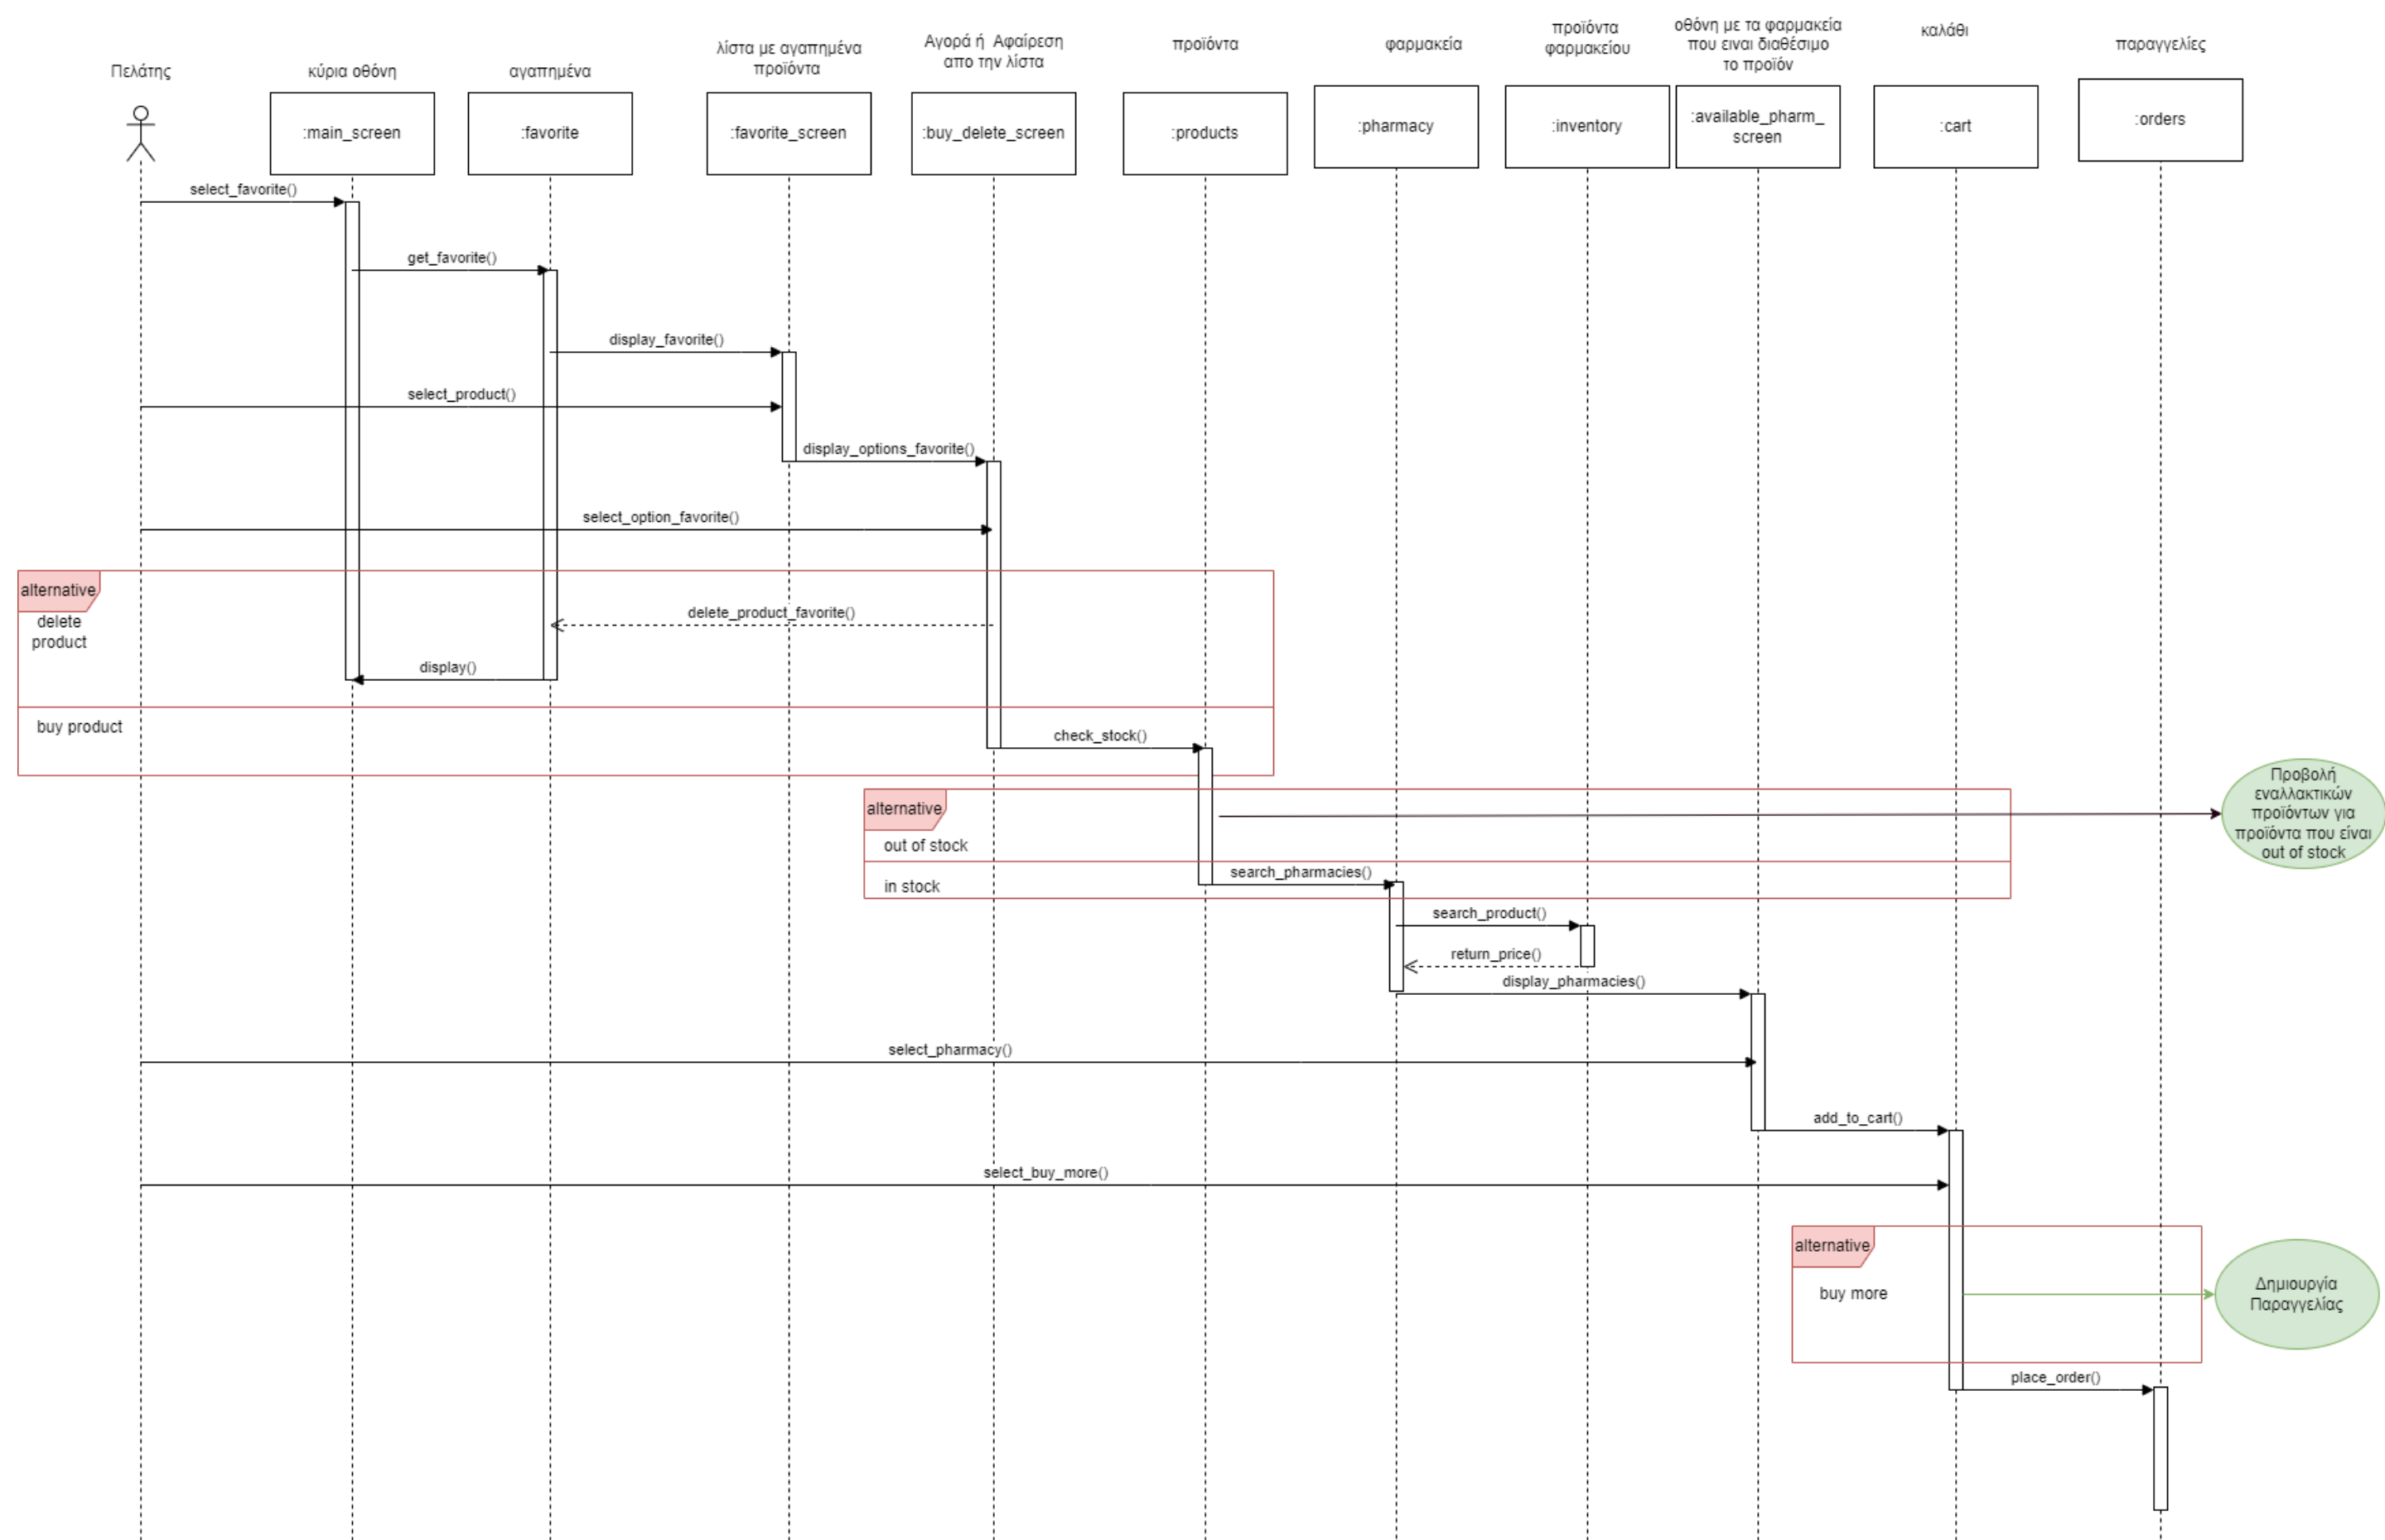 Πελάτης
κύρια οθόνη
αγαπημένα
λίστα με αγαπημένα
προϊόντα
Αγορά ή Αφαίρεση
απο την λίστα
προϊόντα
φαρμακεία
προϊόντα
φαρμακείου
οθόνη με τα φαρμακεία
που ειναι διαθέσιμο
το προϊόν
καλάθι
παραγγελίες
:main_screen
:favorite
:favorite_screen
:buy_delete_screen
:products
:pharmacy
:inventory
:available_pharm_
screen
:cart
:orders
select_favorite()
get_favorite()
display_favorite()
select_product()
display_options_favorite()
select_option_favorite()
alternative
delete
product
delete_product_favorite()
display()
buy product
check_stock()
alternative
out of stock
Προβολή
εναλλακτικών
προϊόντων για
προϊόντα που είναι
out of stock
in stock
search_pharmacies()
search_product()
return_price()
display_pharmacies()
select_pharmacy()
add_to_cart()
select_buy_more()
alternative
buy more
Δημιουργία
Παραγγελίας
place_order()